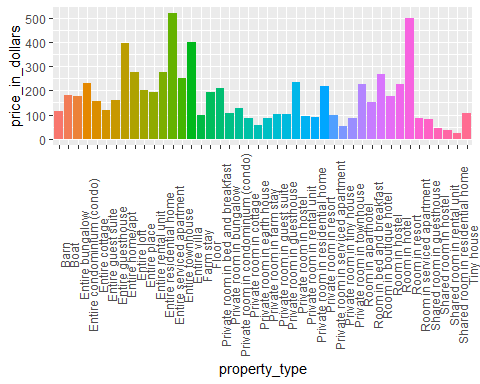 price_in_dollars
500
400
300
200
100
0
Barn
Boat
Entire bungalow
Entire condominium (condo)
Entire cottage
Entire guest suite
Entire guesthouse
Entire home/apt
Entire loft
Entire place
Entire rental unit
Entire residential home
Entire serviced apartment
Entire townhouse
Entire villa
Farm stay
Floor
Private room in bed and breakfast
Private room in bungalow
Private room in condominium (condo)
Private room in cottage
Private room in earth house
Private room in farm stay
Private room in guest suite
Private room in guesthouse
Private room in hostel
Private room in rental unit
Private room in residential home
Private room in resort
Private room in serviced apartment
Private room in tiny house
Private room in townhouse
Room in aparthotel
Room in bed and breakfast
Room in boutique hotel
Room in hostel
Room in hotel
Room in resort
Room in serviced apartment
Shared room in guesthouse
Shared room in hostel
Shared room in rental unit
Shared room in residential home
Tiny house
property_type